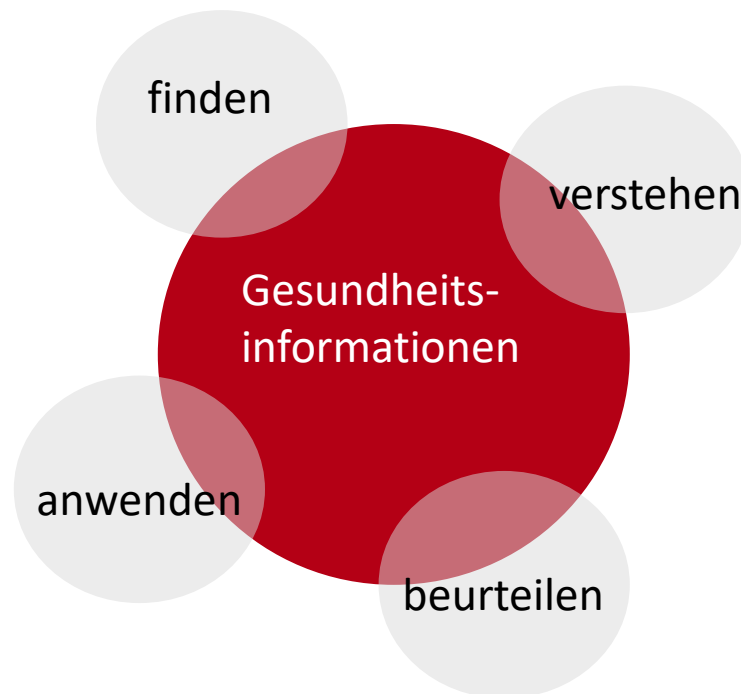 finden
verstehen
Gesundheits-
informationen
anwenden
beurteilen